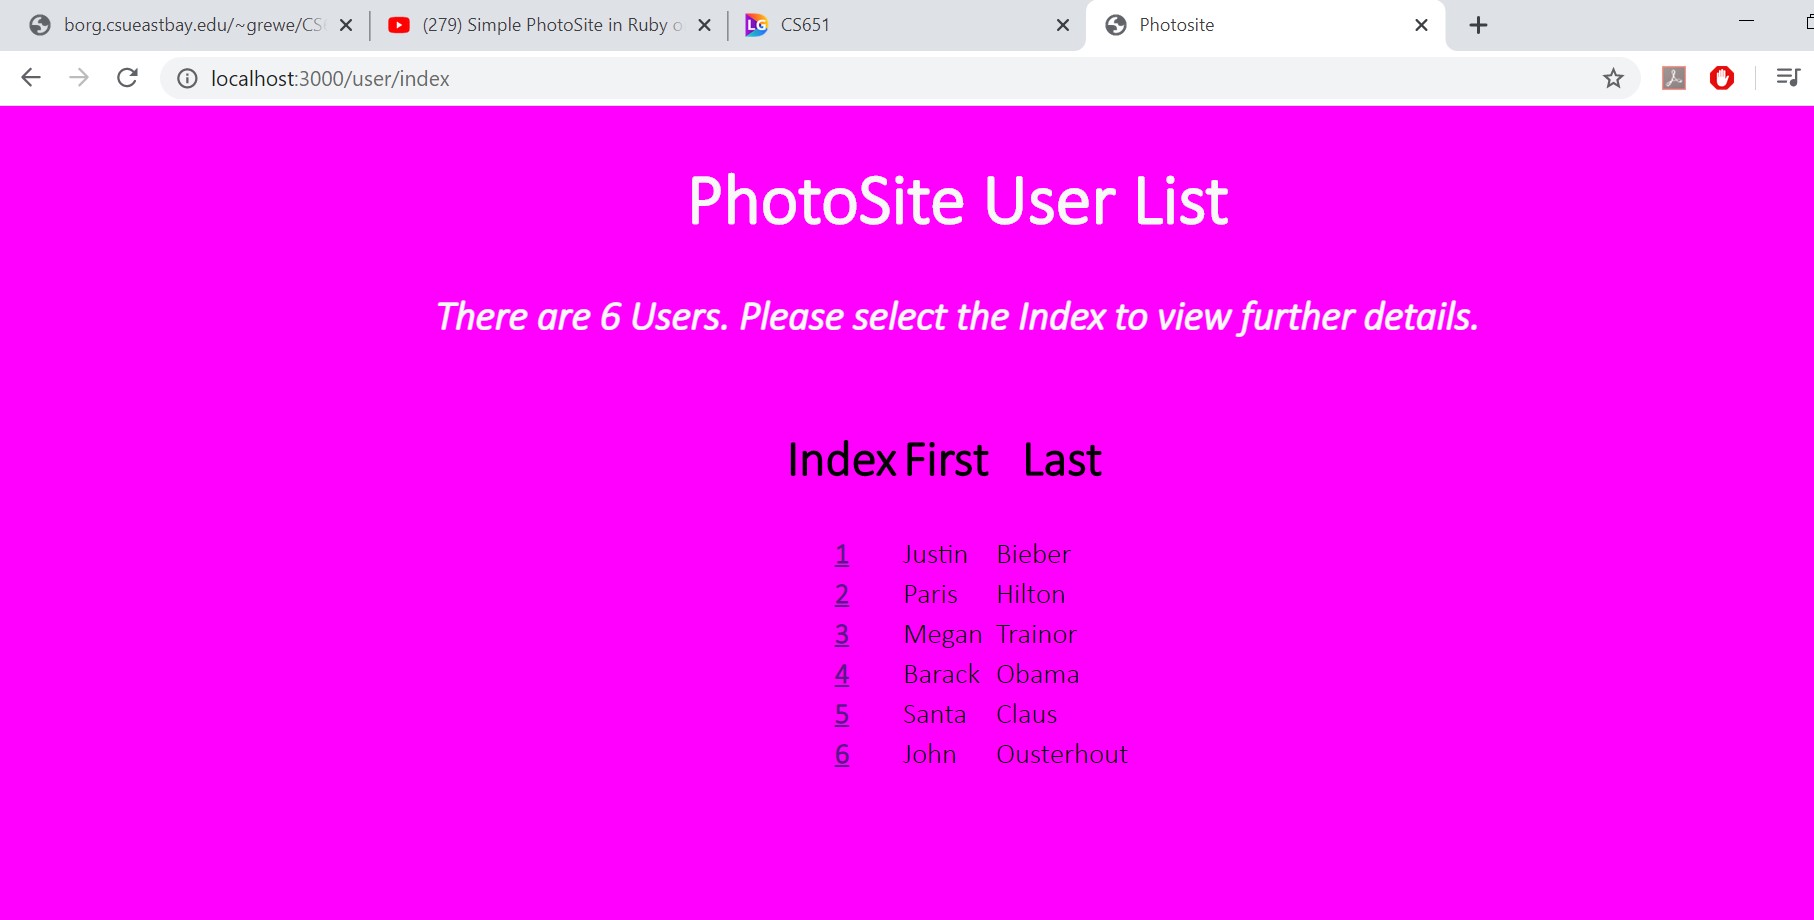 borg.csueastbay.edu/~grewe/CS
(279) Simple PhotoSite in Ruby o
LG CS651
Photosite
localhost:3000/user/index
PhotoSite User List
There are 6 Users. Please select the Index to view further details.
Index First Last
1 Justin Bieber
2 Paris Hilton
3 Megan Trainor
4 Barack Obama
5 Santa Claus
6 John Ousterhout